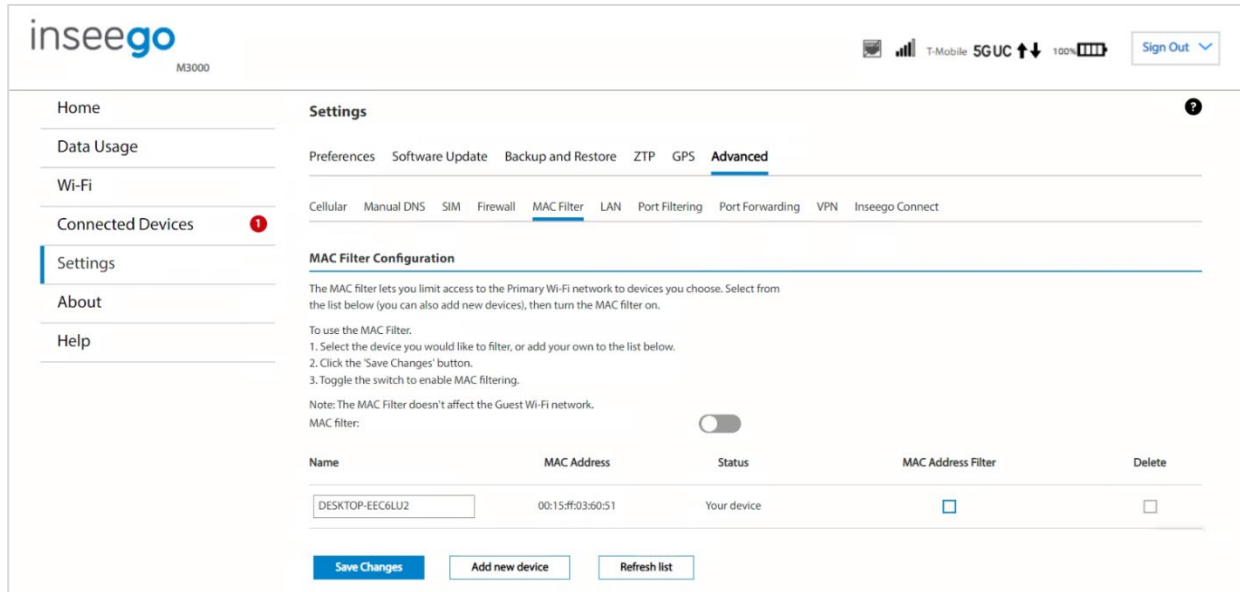 inseego
M3000
T-Mobile 5G UC 100% Sign Out
Home
Data Usage
Wi-Fi
Connected Devices 1
Settings
About
Help
Settings ?
Preferences Software Update Backup and Restore ZTP GPS Advanced
Cellular Manual DNS SIM Firewall MAC Filter LAN Port Filtering Port Forwarding VPN Inseego Connect
MAC Filter Configuration
The MAC filter lets you limit access to the Primary Wi-Fi network to devices you choose. Select from
the list below (you can also add new devices), then turn the MAC filter on.
To use the MAC Filter.
1. Select the device you would like to filter, or add your own to the list below.
2. Click the 'Save Changes' button.
3. Toggle the switch to enable MAC filtering.
Note: The MAC Filter doesn't affect the Guest Wi-Fi network.
MAC filter:
Name MAC Address Status MAC Address Filter Delete
DESKTOP-EEC6LU2 00:15:ff:03:60:51 Your device
Save Changes Add new device Refresh list